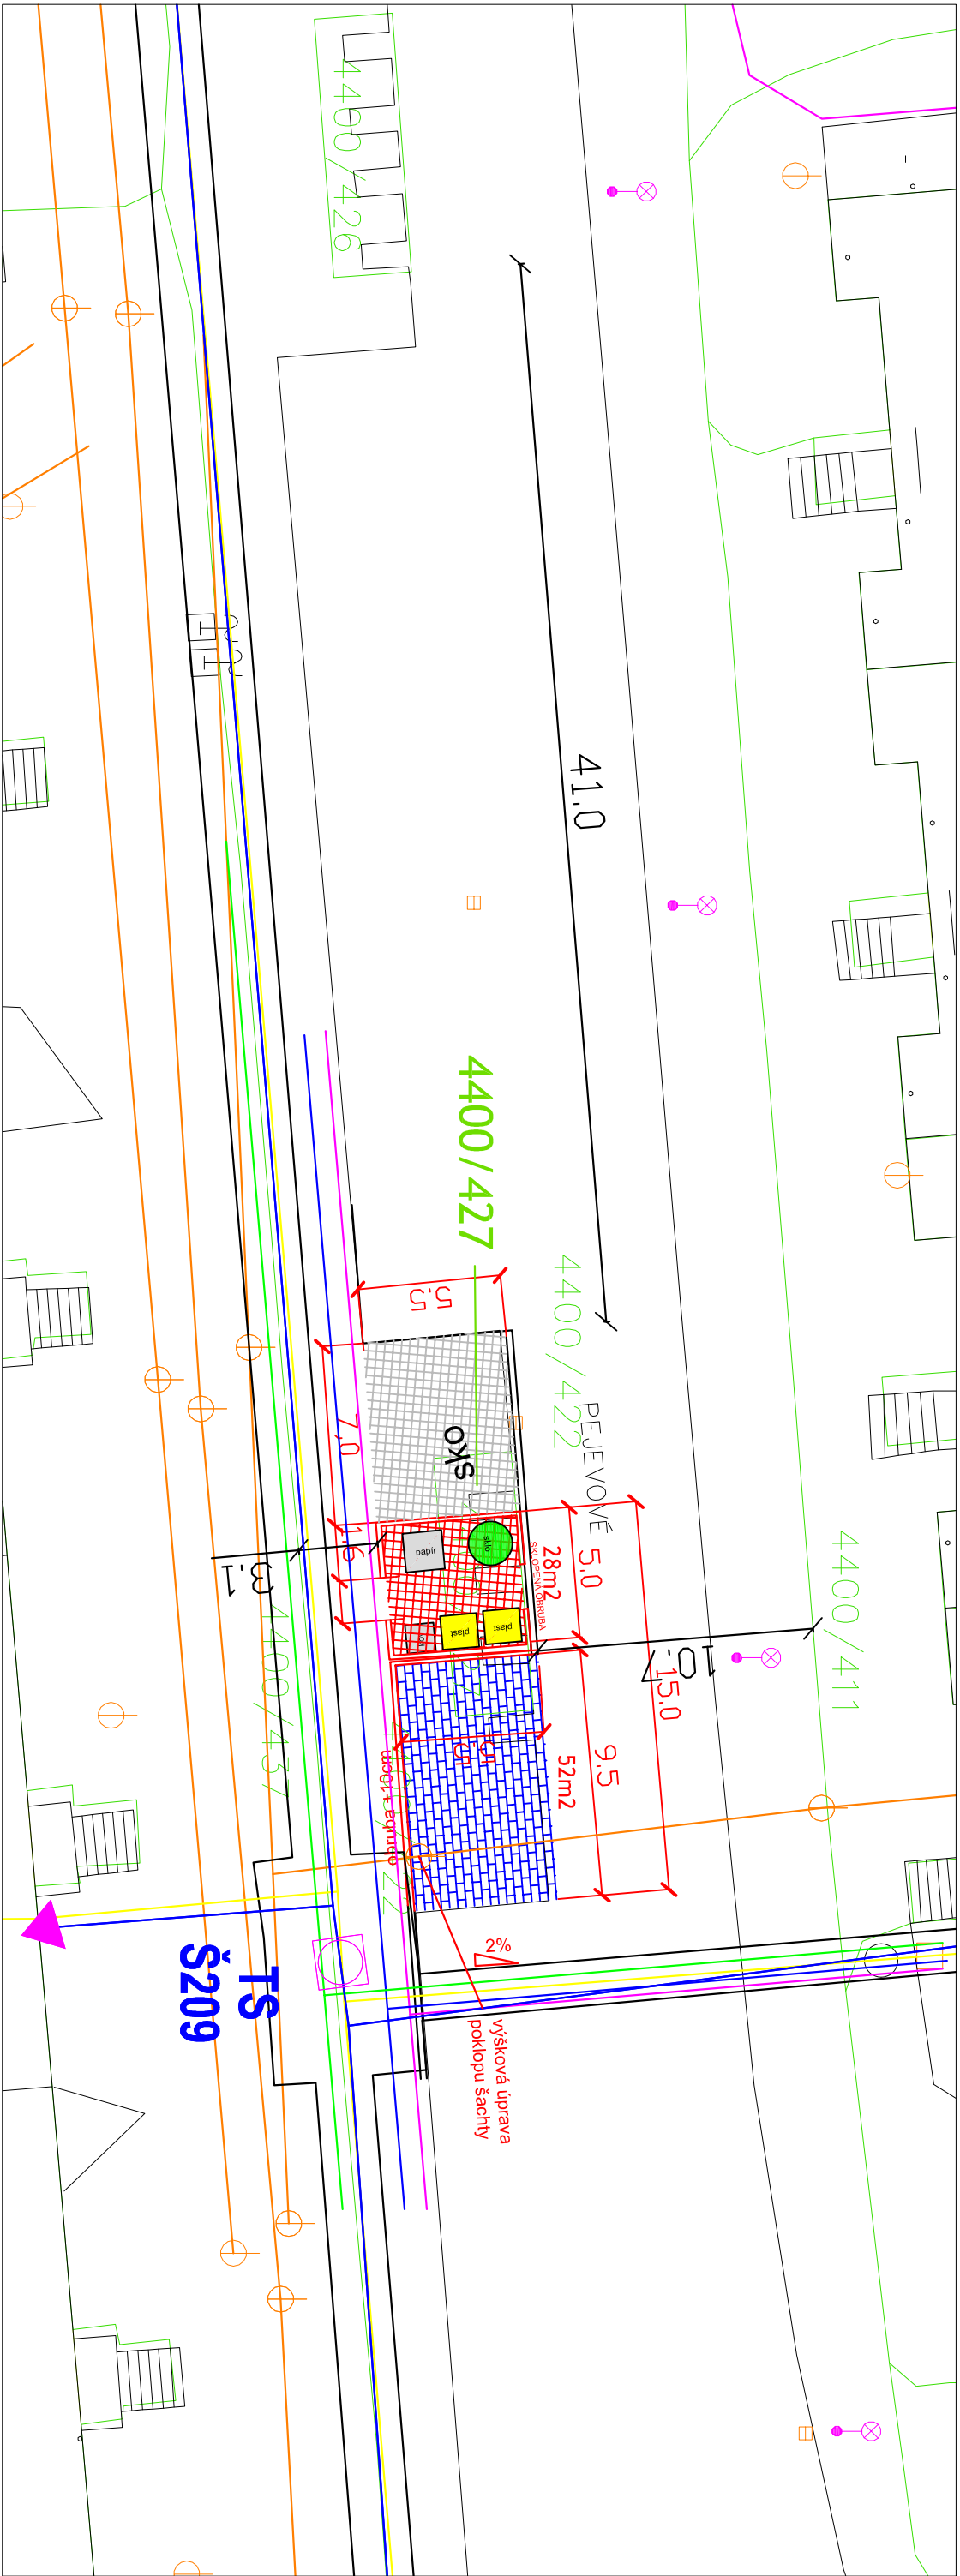 4400/426
41.0
4400/427
4400/422
PEJEVOVÉ
4400/411
5.5
7,0
sko
1,6
3.1
papír
sklo
plast
plast
28m2
SKLOPENÁ OBRUBA
5,0
10.7
15,0
9,5
52m2
5.5
4400/437
2%
výšková úprava
poklopu šachty
TS
Š209